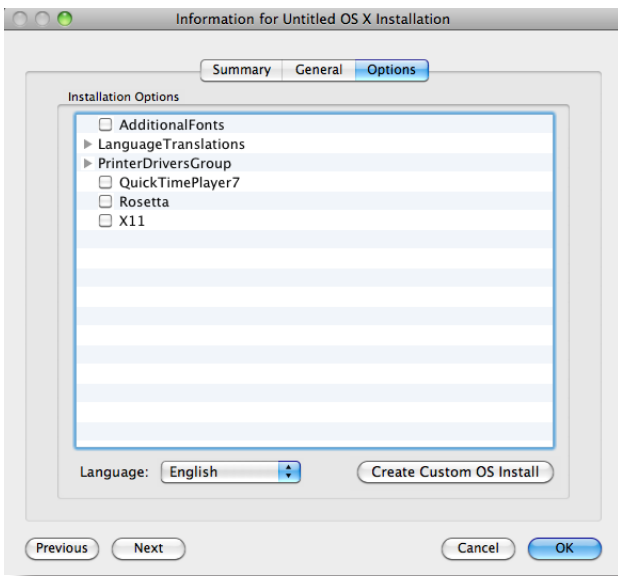 Information for Untitled OS X Installation
Summary General Options
Installation Options
AdditionalFonts
LanguageTranslations
PrinterDriversGroup
QuickTimePlayer7
Rosetta
X11
Language: English Create Custom OS Install
Previous Next Cancel OK